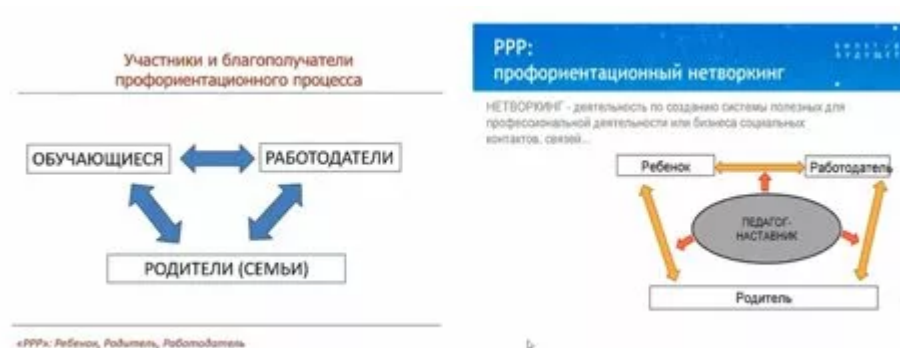 Участники и благополучатели
профориентационного процесса
ОБУЧАЮЩИЕСЯ
РАБОТОДАТЕЛИ
РОДИТЕЛИ (СЕМЬИ)
«РРР»: Ребенок, Родитель, Работодатель
РРР:
профориентационный нетворкинг
НЕТВОРКИНГ - деятельность по созданию системы полезных для
профессиональной деятельности или бизнеса социальных
контактов, связей...
Ребенок
Работодатель
ПЕДАГОГ-
НАСТАВНИК
Родитель